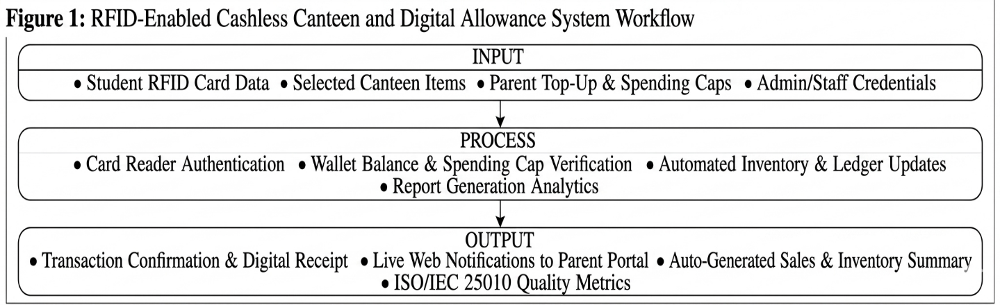 Figure 1: RFID-Enabled Cashless Canteen and Digital Allowance System Workflow
INPUT
• Student RFID Card Data • Selected Canteen Items • Parent Top-Up & Spending Caps • Admin/Staff Credentials
PROCESS
• Card Reader Authentication • Wallet Balance & Spending Cap Verification • Automated Inventory & Ledger Updates
• Report Generation Analytics
OUTPUT
• Transaction Confirmation & Digital Receipt • Live Web Notifications to Parent Portal • Auto-Generated Sales & Inventory Summary
• ISO/IEC 25010 Quality Metrics